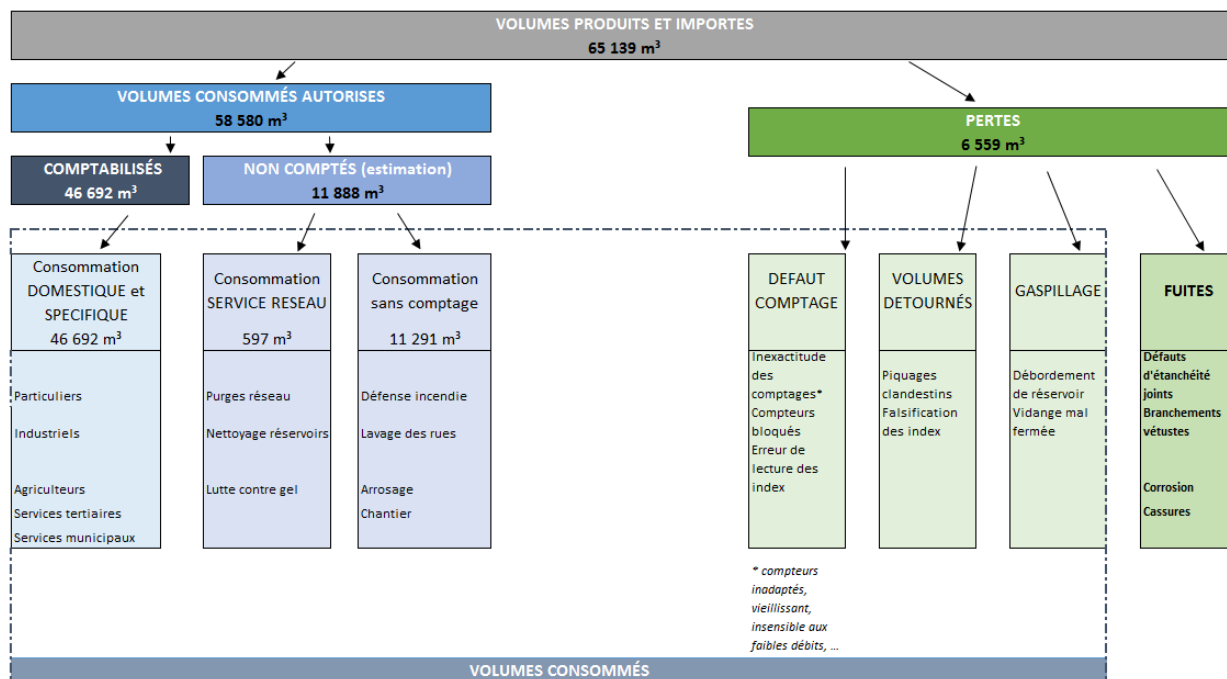 VOLUMES PRODUITS ET IMPORTES
65 139 m³
VOLUMES CONSOMMÉS AUTORISES
58 580 m³
PERTES
6 559 m³
COMPTABILISÉS
46 692 m³
NON COMPTÉS (estimation)
11 888 m³
Consommation
DOMESTIQUE et
SPECIFIQUE
46 692 m³
Particuliers
Industriels
Agriculteurs
Services tertiaires
Services municipaux
Consommation
SERVICE RESEAU
597 m³
Purges réseau
Nettoyage réservoirs
Lutte contre gel
Consommation
sans comptage
11 291 m³
Défense incendie
Lavage des rues
Arrosage
Chantier
DEFAUT
COMPTAGE
Inexactitude
des
comptages*
Compteurs
bloqués
Erreur de
lecture des
index
* compteurs
inadaptés,
vieillissant,
insensible aux
faibles débits, ...
VOLUMES
DETOURNÉS
Piquages
clandestins
Falsification
des index
GASPILLAGE
Débordement
de réservoir
Vidange mal
fermée
FUITES
Défauts
d'étanchéité
joints
Branchements
vétustes
Corrosion
Cassures
VOLUMES CONSOMMÉS